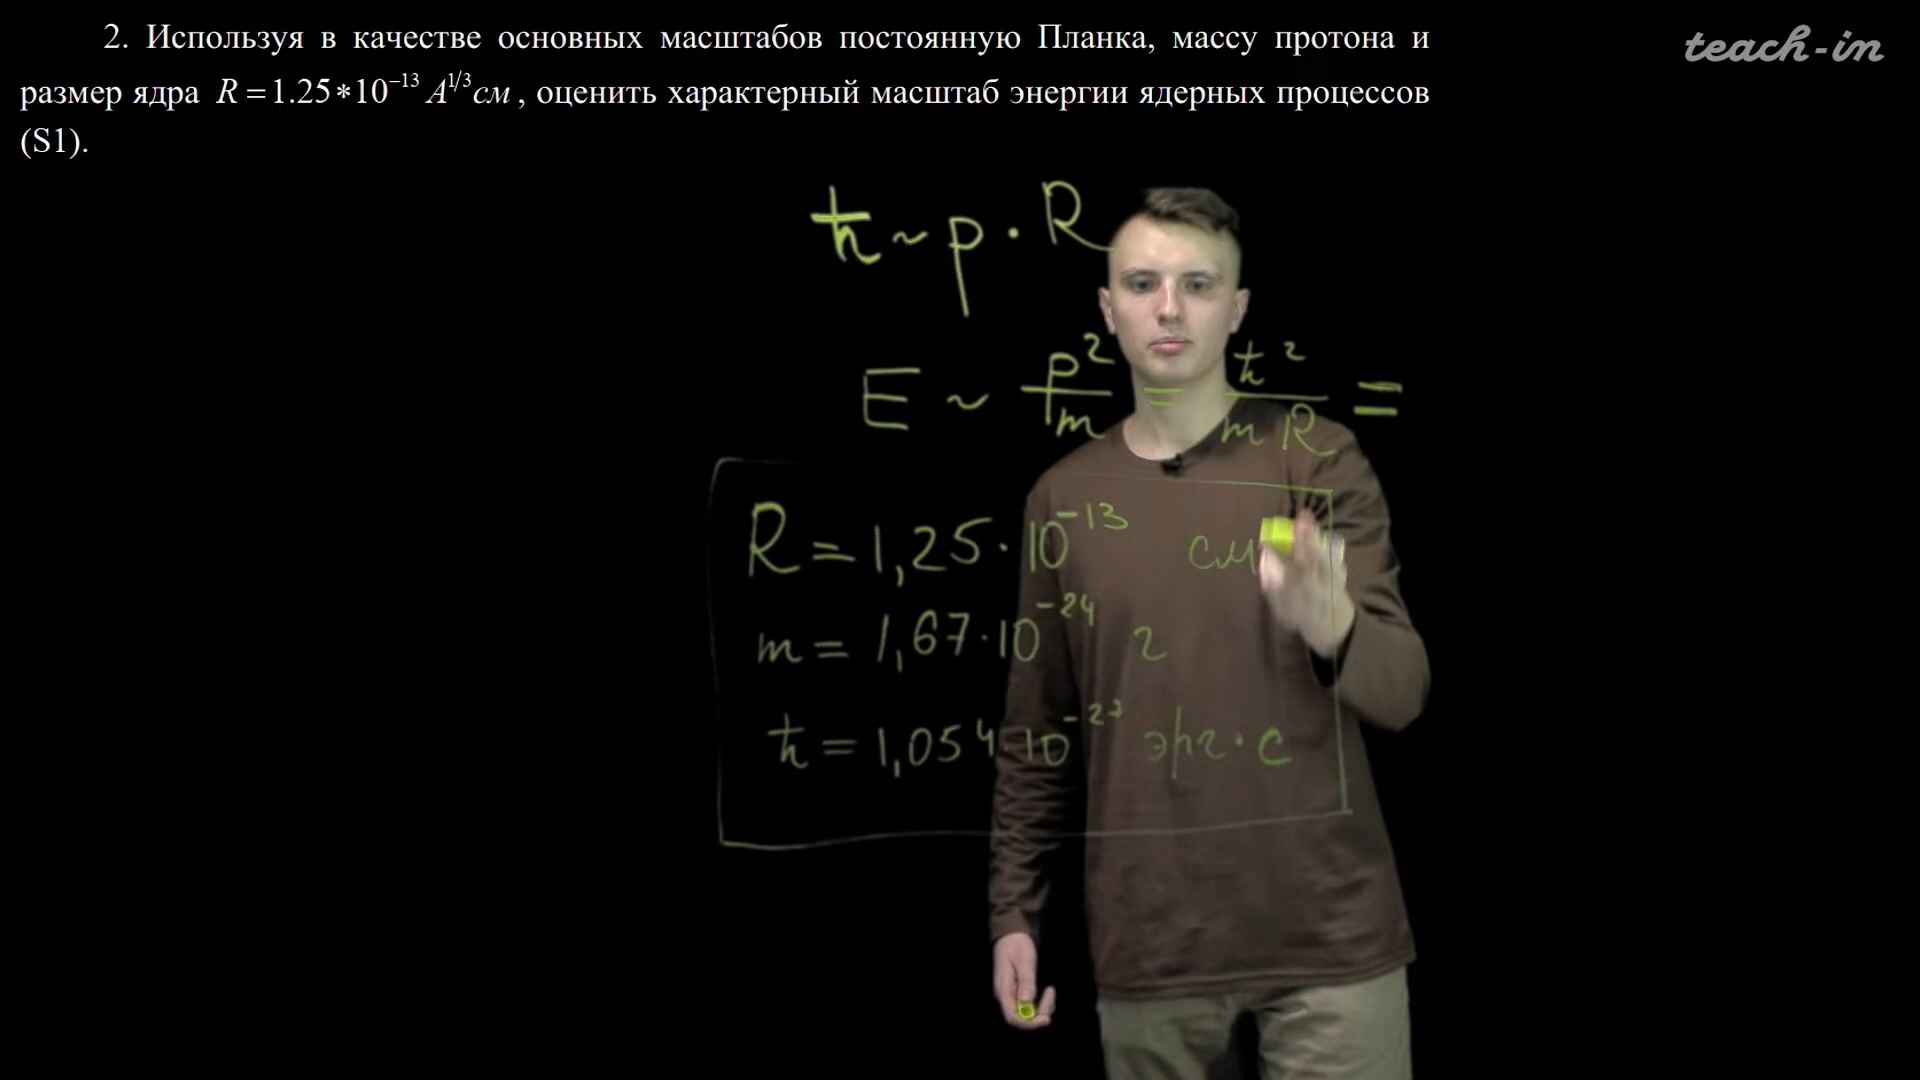 2. Используя в качестве основных масштабов постоянную Планка, массу протона и
размер ядра R = 1.25*10⁻¹³ A^{1/3} см, оценить характерный масштаб энергии ядерных процессов
(S1).
teach-in
ħ ~ p · R
E ~ p²/m = ħ²/mR =
R = 1,25 · 10⁻¹³ см
m = 1,67 · 10⁻²⁴ г
ħ = 1,054 · 10⁻²⁷ эрг · с